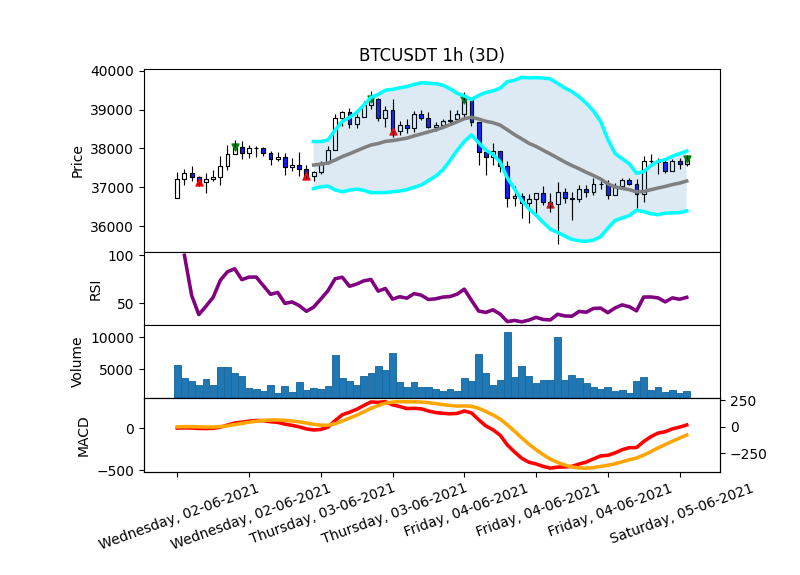 BTCUSDT 1h (3D)
40000
39000
38000
37000
36000
Price
100
50
RSI
10000
5000
Volume
0
−500
MACD
250
0
−250
Wednesday, 02-06-2021
Wednesday, 02-06-2021
Thursday, 03-06-2021
Thursday, 03-06-2021
Friday, 04-06-2021
Friday, 04-06-2021
Friday, 04-06-2021
Saturday, 05-06-2021